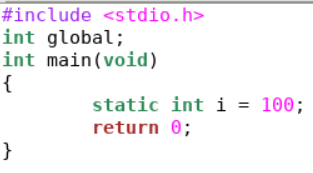 #include <stdio.h>
int global;
int main(void)
{
        static int i = 100;
        return 0;
}